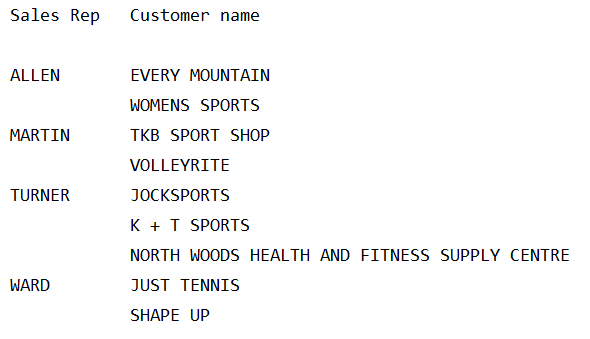 Sales Rep   Customer name

ALLEN       EVERY MOUNTAIN
            WOMENS SPORTS
MARTIN      TKB SPORT SHOP
            VOLLEYRITE
TURNER      JOCKSPORTS
            K + T SPORTS
            NORTH WOODS HEALTH AND FITNESS SUPPLY CENTRE
WARD        JUST TENNIS
            SHAPE UP